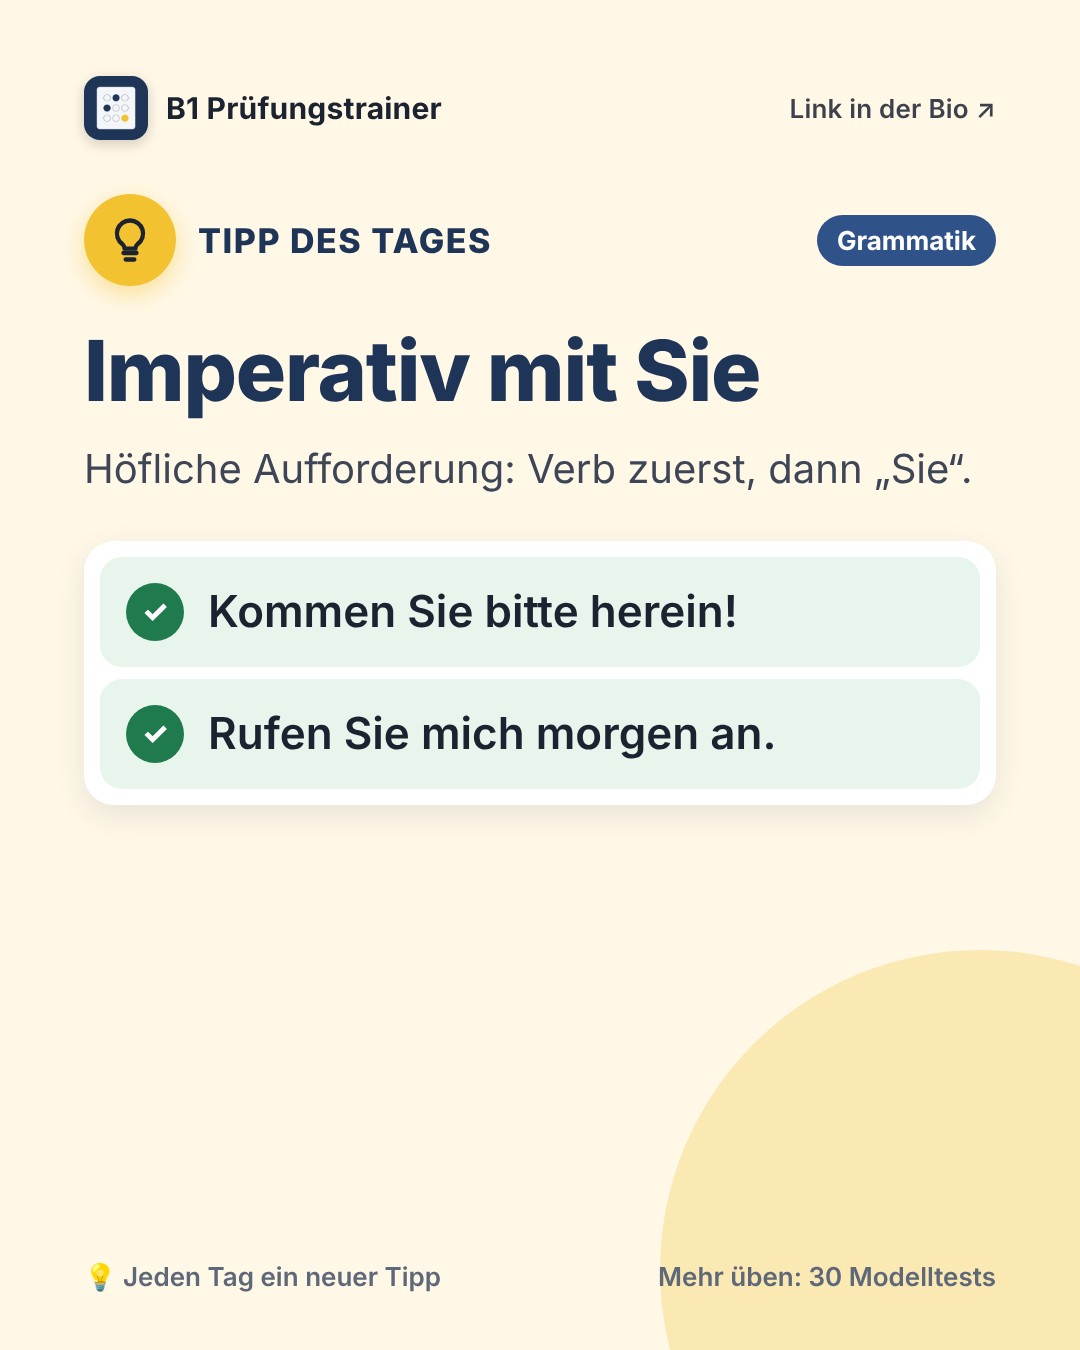 B1 Prüfungstrainer
Link in der Bio ↗
TIPP DES TAGES
Grammatik
Imperativ mit Sie
Höfliche Aufforderung: Verb zuerst, dann „Sie“.
Kommen Sie bitte herein!
Rufen Sie mich morgen an.
💡 Jeden Tag ein neuer Tipp
Mehr üben: 30 Modelltests